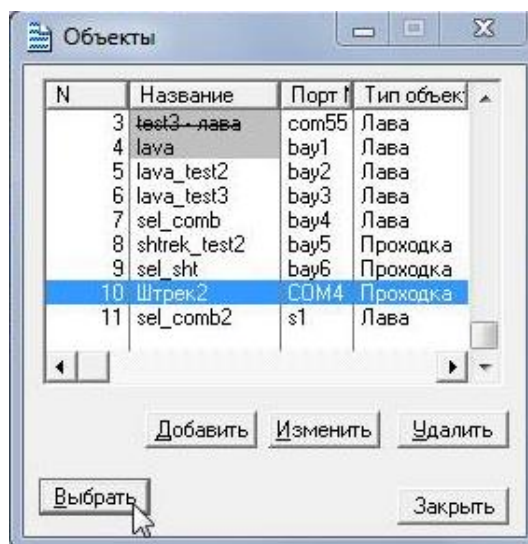 Объекты
N Название Порт Тип объект
3 test3 - лава com55 Лава
4 lava bay1 Лава
5 lava_test2 bay2 Лава
6 lava_test3 bay3 Лава
7 sel_comb bay4 Лава
8 shtrek_test2 bay5 Проходка
9 sel_sht bay6 Проходка
10 Штрек2 COM4 Проходка
11 sel_comb2 s1 Лава
Добавить Изменить Удалить
Выбрать Закрыть